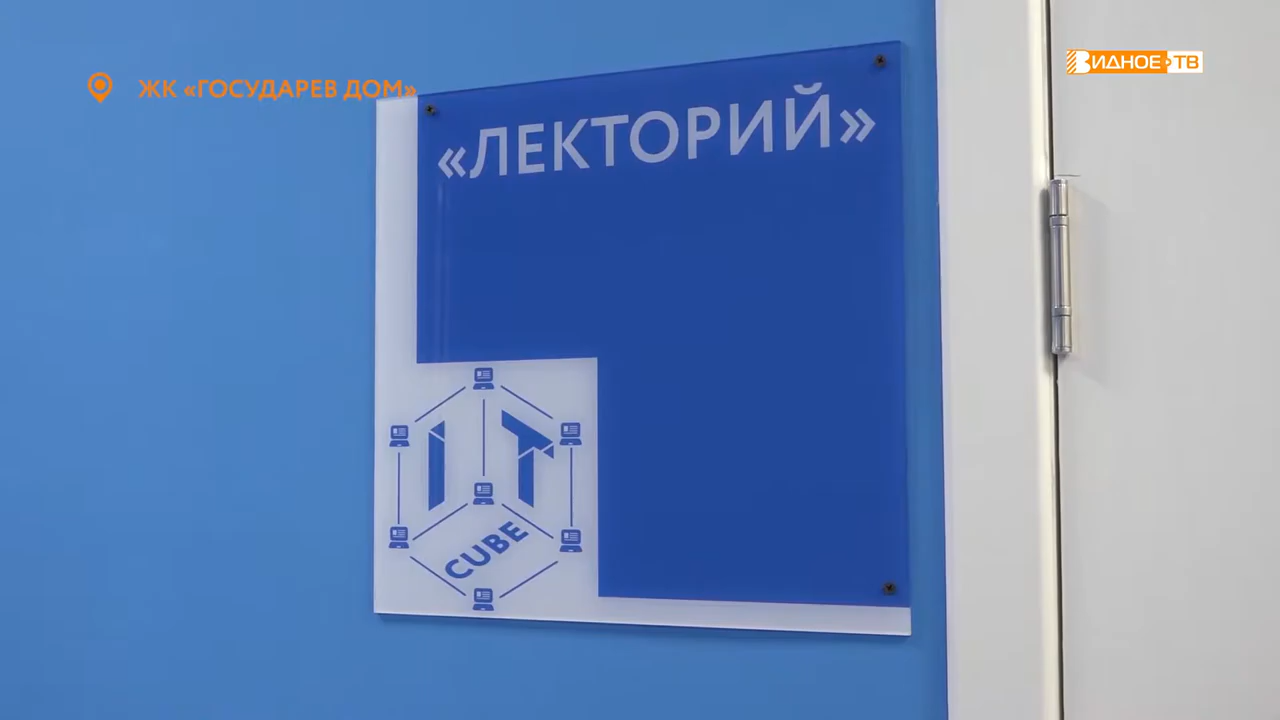 ЖК «ГОСУДАРЕВ ДОМ»
ВИДНОЕ ТВ
«ЛЕКТОРИЙ»
IT
CUBE